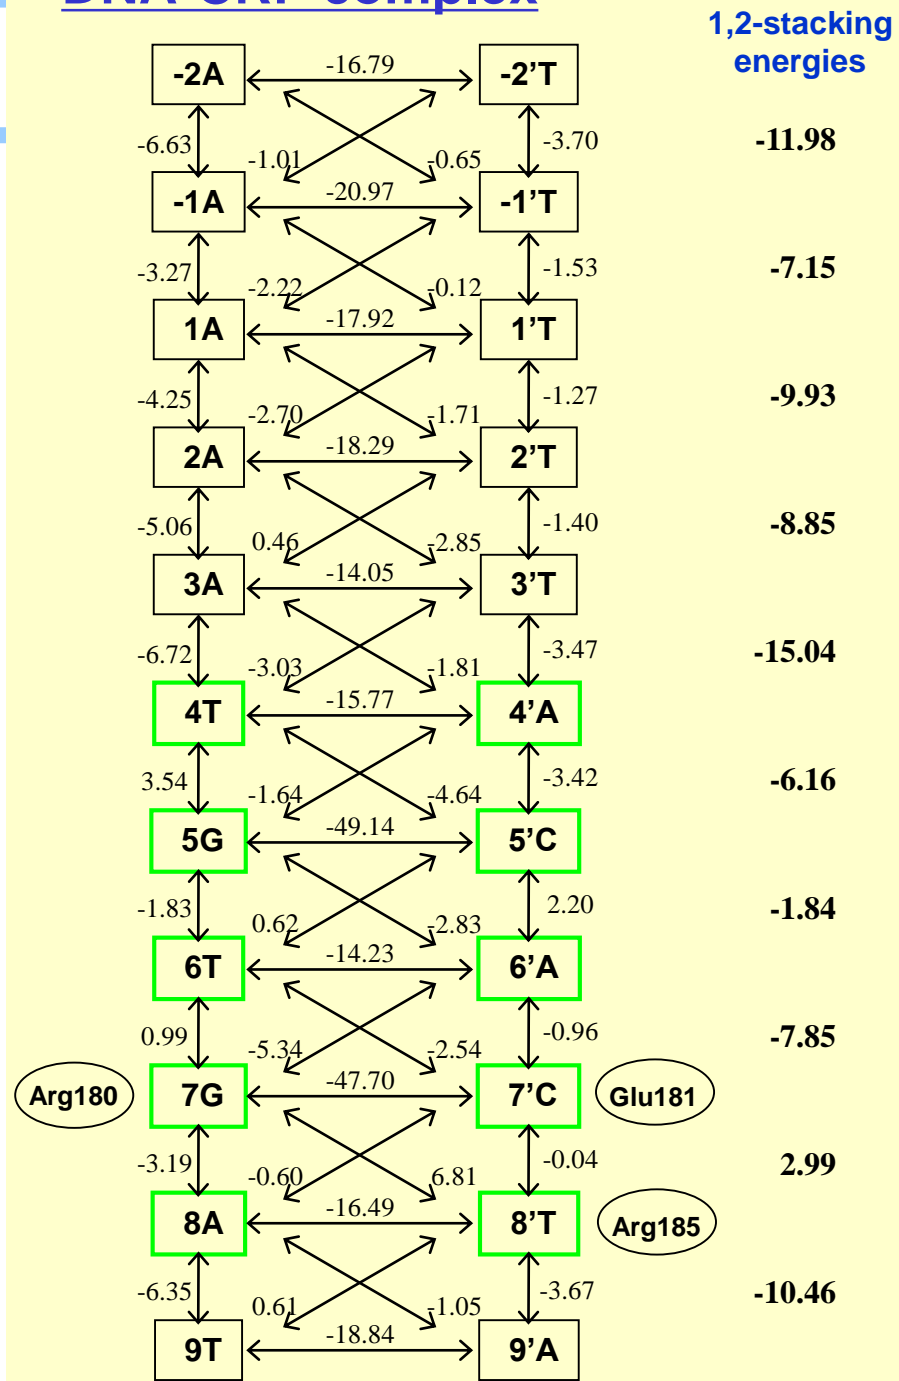 DNA-CRP complex
1,2-stacking
energies
-2A -16.79 -2’T
-6.63 -1.01 -0.65 -3.70 -11.98
-1A -20.97 -1’T
-3.27 -2.22 -0.12 -1.53 -7.15
1A -17.92 1’T
-4.25 -2.70 -1.71 -1.27 -9.93
2A -18.29 2’T
-5.06 0.46 -2.85 -1.40 -8.85
3A -14.05 3’T
-6.72 -3.03 -1.81 -3.47 -15.04
4T -15.77 4’A
3.54 -1.64 -4.64 -3.42 -6.16
5G -49.14 5’C
-1.83 0.62 -2.83 2.20 -1.84
6T -14.23 6’A
0.99 -5.34 -2.54 -0.96 -7.85
Arg180 7G -47.70 7’C Glu181
-3.19 -0.60 6.81 -0.04 2.99
8A -16.49 8’T Arg185
-6.35 0.61 -1.05 -3.67 -10.46
9T -18.84 9’A